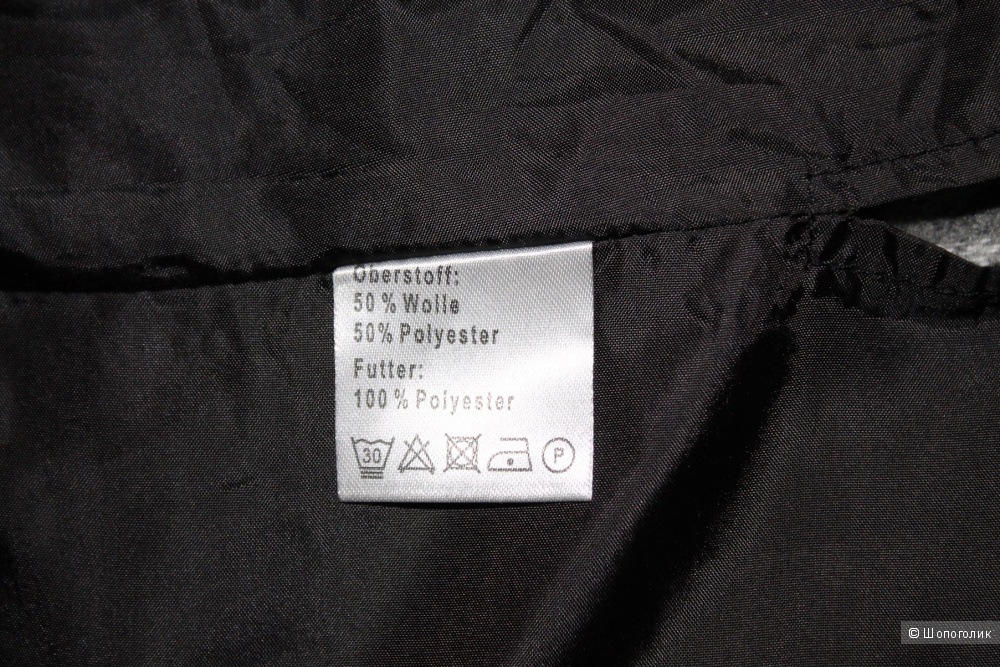 Oberstoff:
50 % Wolle
50% Polyester
Futter:
100 % Polyester
30
P
© Шопоголик